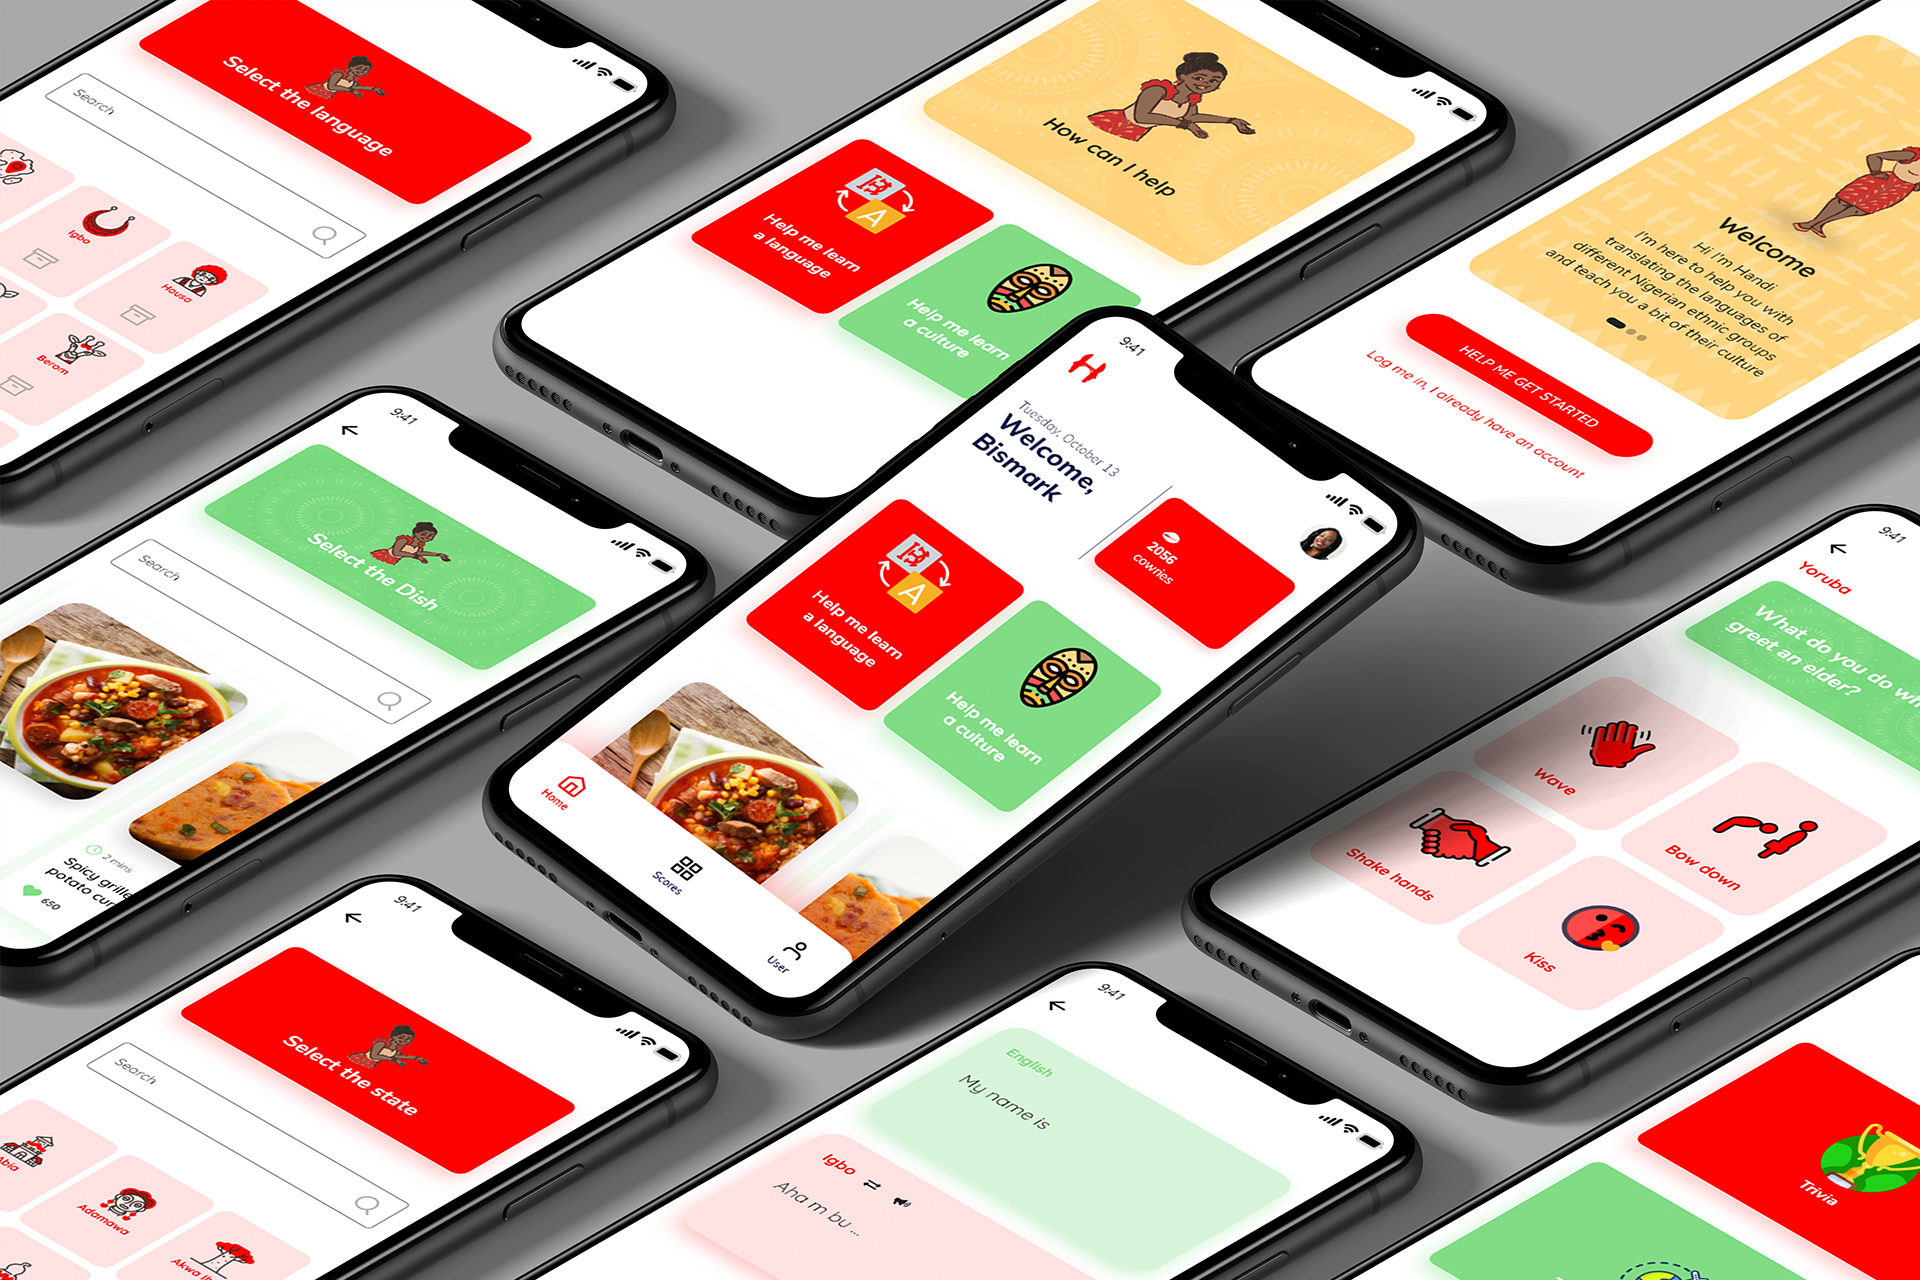 Select the language
Search
Igbo
Hausa
Berom
How can I help
Help me learn
a language
Help me learn
a culture
Welcome
Hi I'm Handi
I'm here to help you with
translating the languages of
different Nigerian ethnic groups
and teach you a bit of their culture
HELP ME GET STARTED
Log me in, I already have an account
9:41
Select the Dish
Search
2 mins
Spicy grille
potato cur
650
9:41
Tuesday, October 13
Welcome,
Bismark
2056
cowries
Help me learn
a language
Help me learn
a culture
Home
Scores
User
9:41
Yoruba
What do you do wh
greet an elder?
Wave
Bow down
Shake hands
Kiss
9:41
Select the state
Search
Abia
Adamawa
Akwa Ib
9:41
English
My name is
Igbo
Aha m bu ...
Trivia